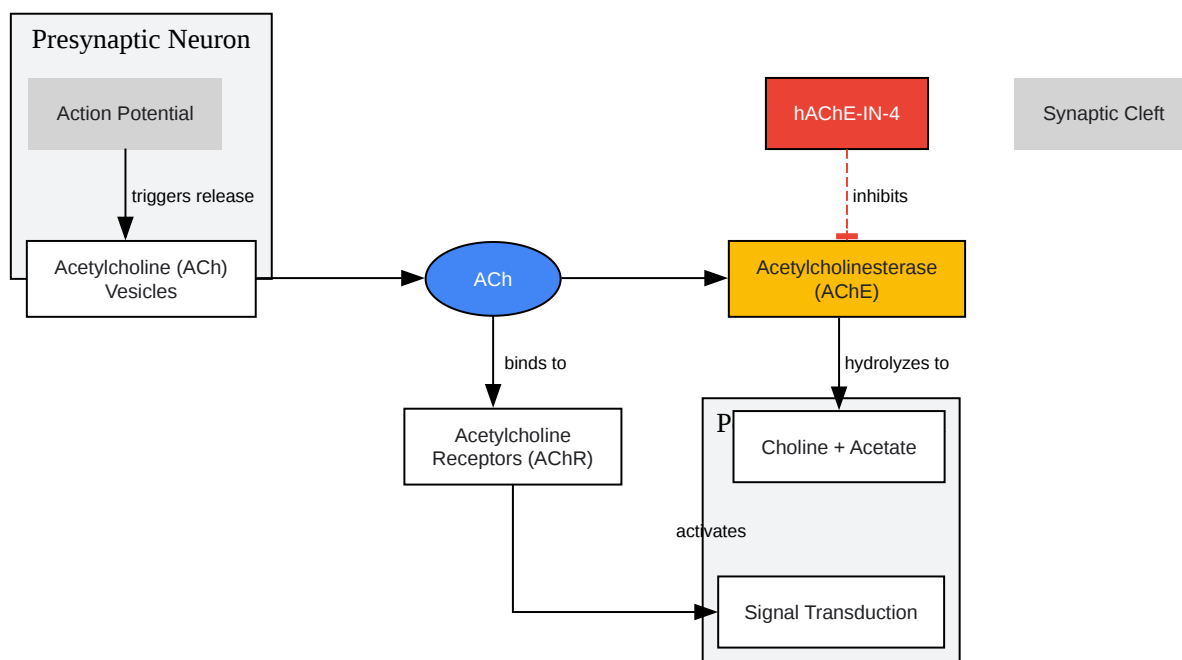 Presynaptic Neuron
Action Potential
hAChE-IN-4
Synaptic Cleft
triggers release
inhibits
Acetylcholine (ACh)
Vesicles
ACh
Acetylcholinesterase
(AChE)
binds to
hydrolyzes to
P
Acetylcholine
Receptors (AChR)
Choline + Acetate
activates
Signal Transduction